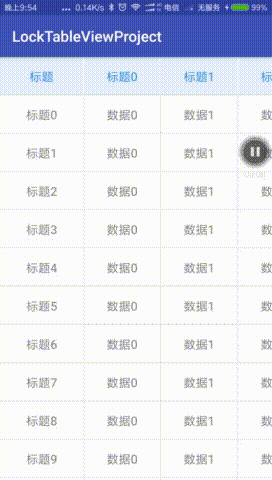 晚上9:54 ... 0.14K/s 电信 无服务 99%
LockTableViewProject
标题 标题0 标题1 标
标题0 数据0 数据1 数
标题1 数据0 数据1
标题2 数据0 数据1 数
标题3 数据0 数据1 数
标题4 数据0 数据1 数
标题5 数据0 数据1 数
标题6 数据0 数据1 数
标题7 数据0 数据1 数
标题8 数据0 数据1 数
标题9 数据0 数据1 数